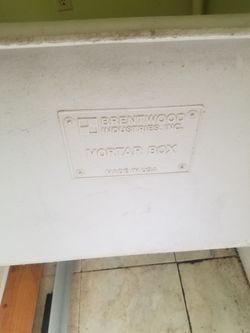 BRENTWOOD
INDUSTRIES, INC.
MORTAR BOX
MADE IN USA